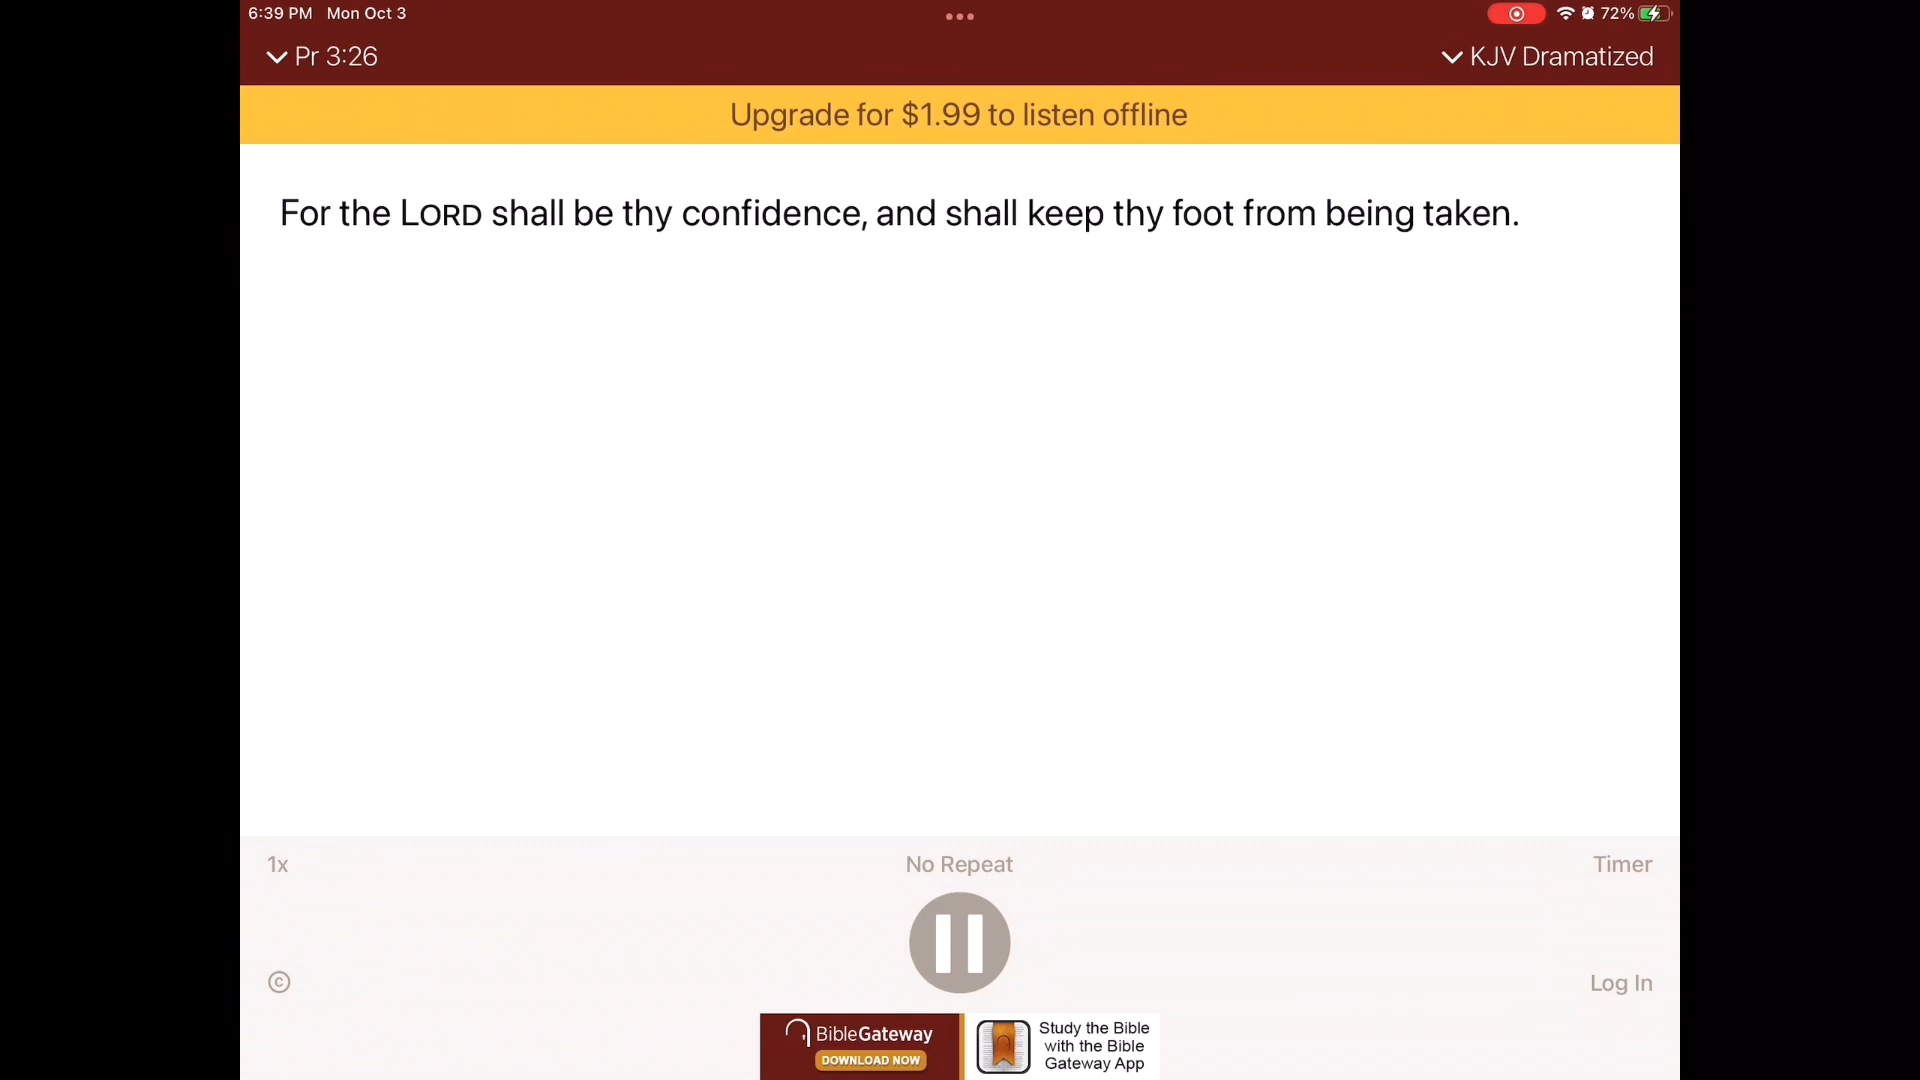 6:39 PM Mon Oct 3
72%
Pr 3:26
KJV Dramatized
Upgrade for $1.99 to listen offline
For the LORD shall be thy confidence, and shall keep thy foot from being taken.
1x
No Repeat
Timer
©
Log In
BibleGateway
DOWNLOAD NOW
Study the Bible
with the Bible
Gateway App